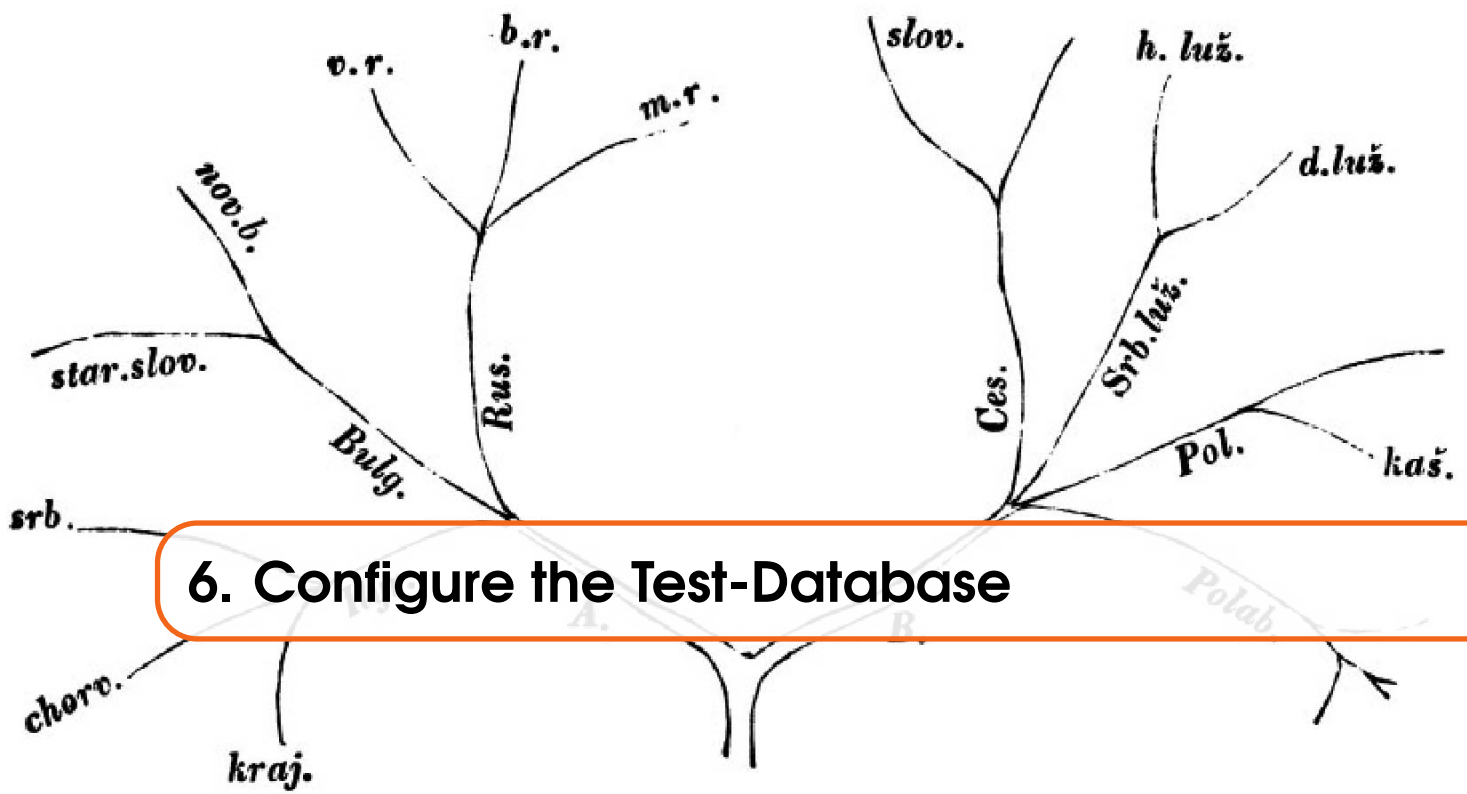 b.r.
slov.
h. luž.
v.r.
m.r.
d.luž.
nov.b.
star.slov.
Rus.
Ces.
Srb.luž.
Bulg.
Pol.
kaš.
srb.
6. Configure the Test-Database
A.
B.
Polab.
chorv.
kraj.